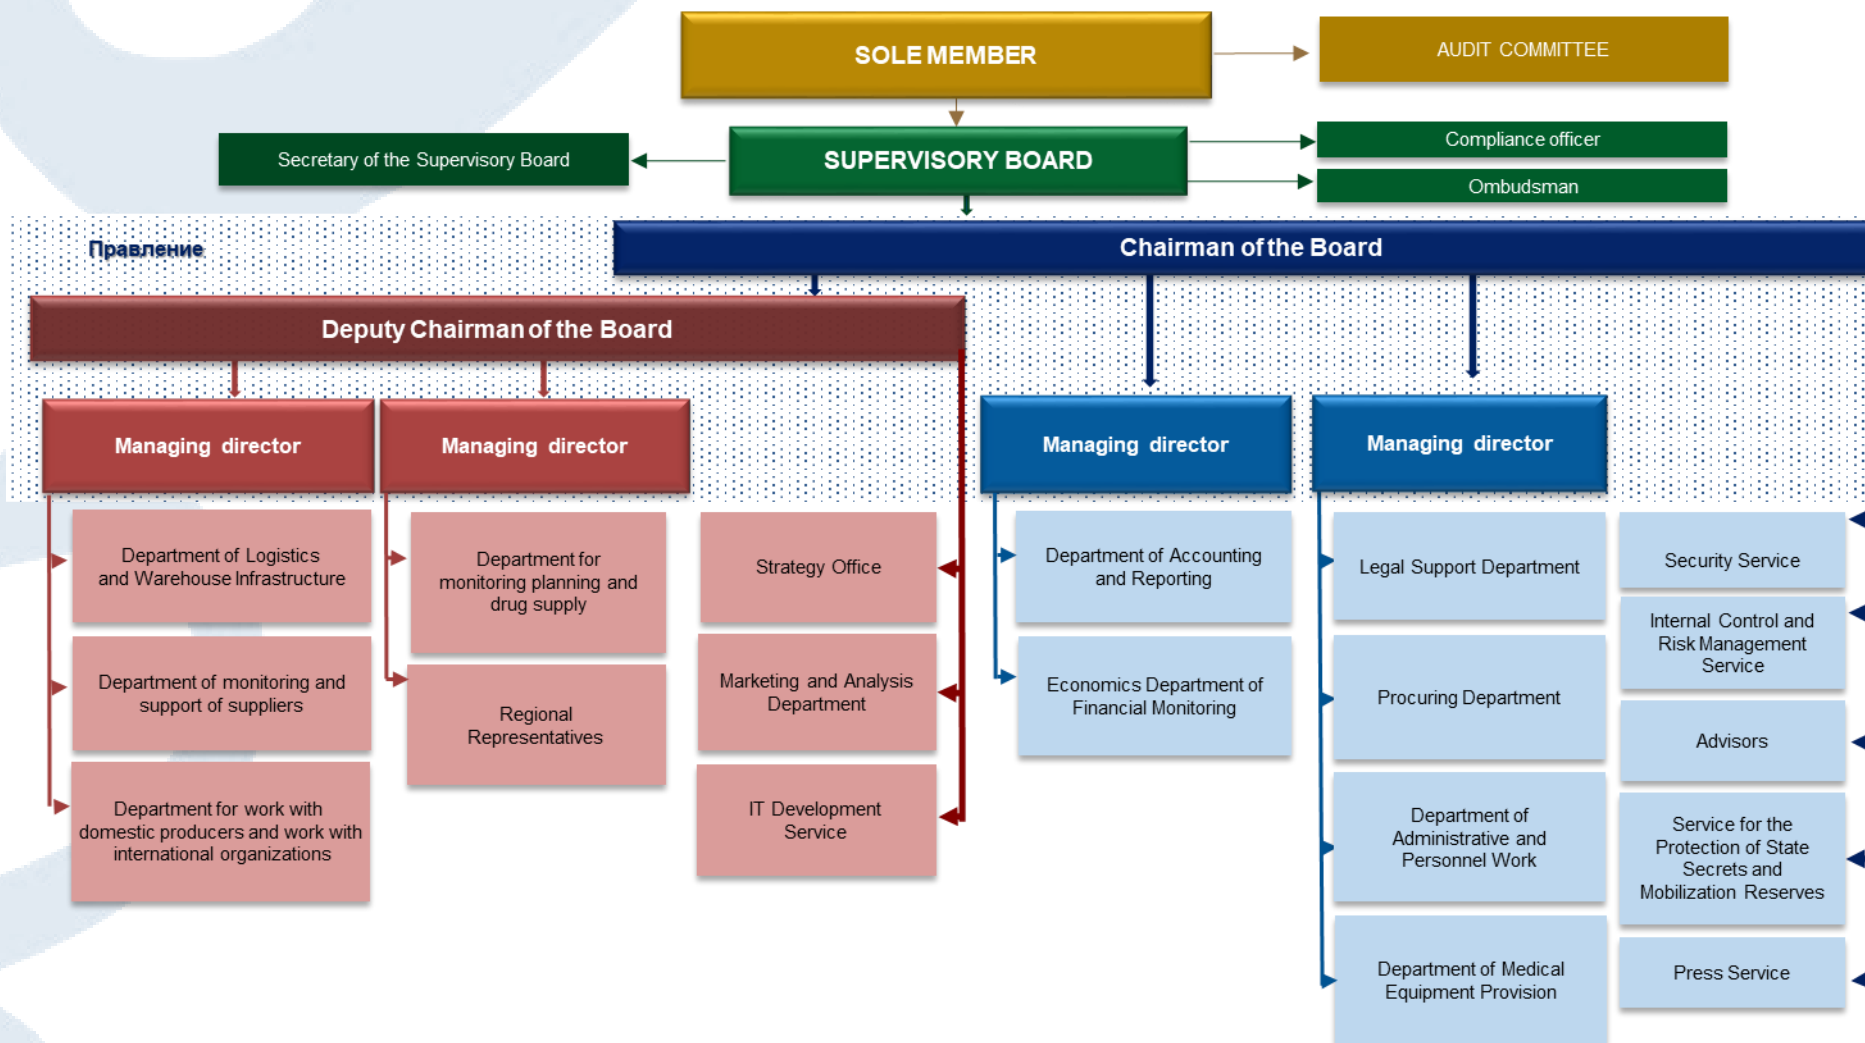 SOLE MEMBER
AUDIT COMMITTEE
Secretary of the Supervisory Board
SUPERVISORY BOARD
Compliance officer
Ombudsman
Правление
Chairman of the Board
Deputy Chairman of the Board
Managing director
Managing director
Managing director
Managing director
Department of Logistics
and Warehouse Infrastructure
Department of monitoring and
support of suppliers
Department for work with
domestic producers and work with
international organizations
Department for
monitoring planning and
drug supply
Regional
Representatives
Strategy Office
Marketing and Analysis
Department
IT Development
Service
Department of Accounting
and Reporting
Economics Department of
Financial Monitoring
Legal Support Department
Procuring Department
Department of
Administrative and
Personnel Work
Department of Medical
Equipment Provision
Security Service
Internal Control and
Risk Management
Service
Advisors
Service for the
Protection of State
Secrets and
Mobilization Reserves
Press Service